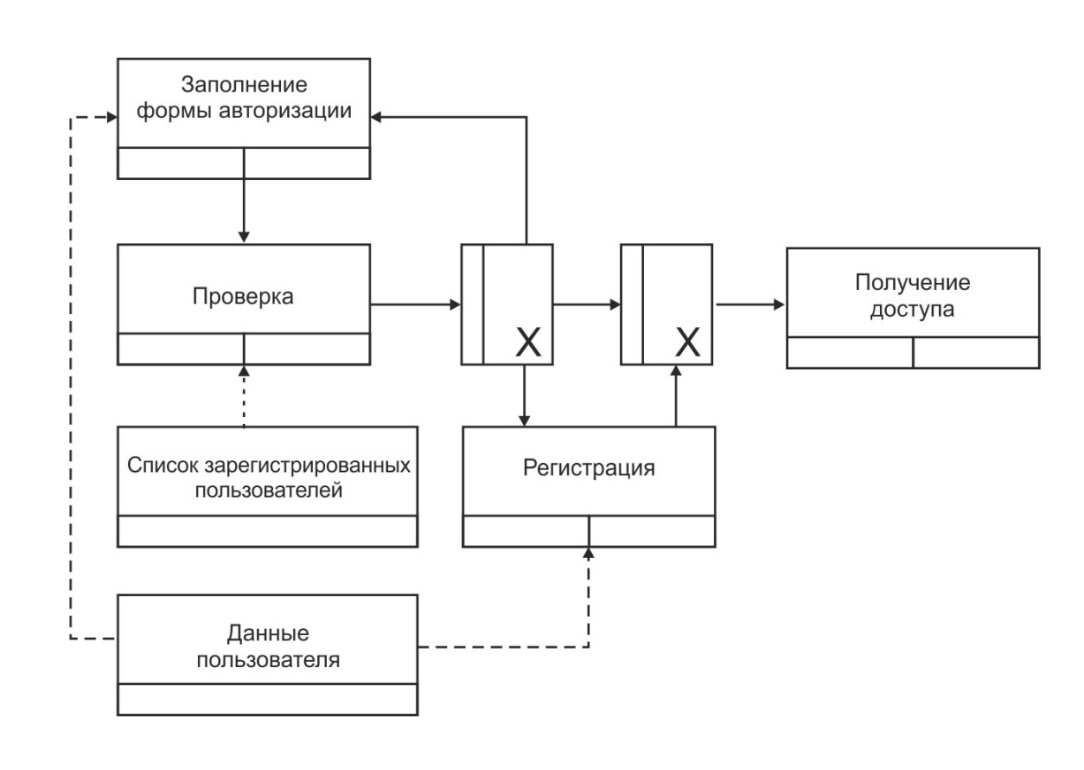 Заполнение
формы авторизации
Проверка
X
X
Получение
доступа
Список зарегистрированных
пользователей
Регистрация
Данные
пользователя